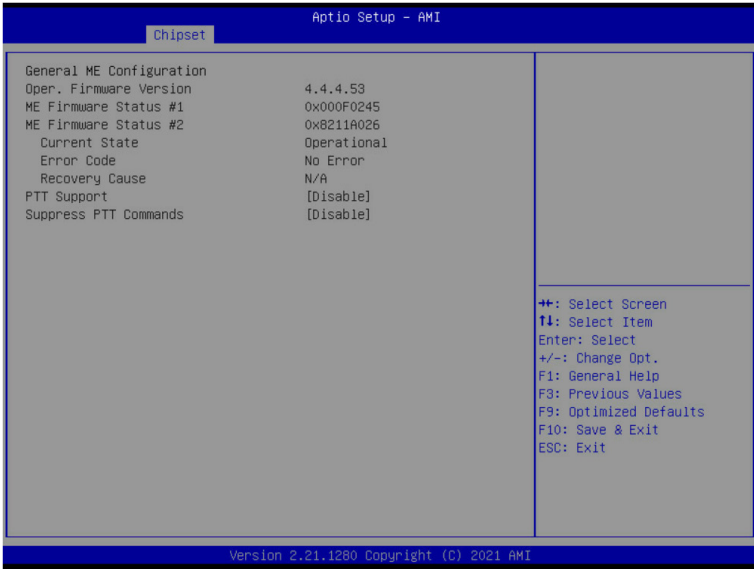 Aptio Setup - AMI
Chipset
General ME Configuration
Oper. Firmware Version 4.4.4.53
ME Firmware Status #1 0x000F0245
ME Firmware Status #2 0x8211A026
Current State Operational
Error Code No Error
Recovery Cause N/A
PTT Support [Disable]
Suppress PTT Commands [Disable]
→←: Select Screen
↑↓: Select Item
Enter: Select
+/-: Change Opt.
F1: General Help
F3: Previous Values
F9: Optimized Defaults
F10: Save & Exit
ESC: Exit
Version 2.21.1280 Copyright (C) 2021 AMI